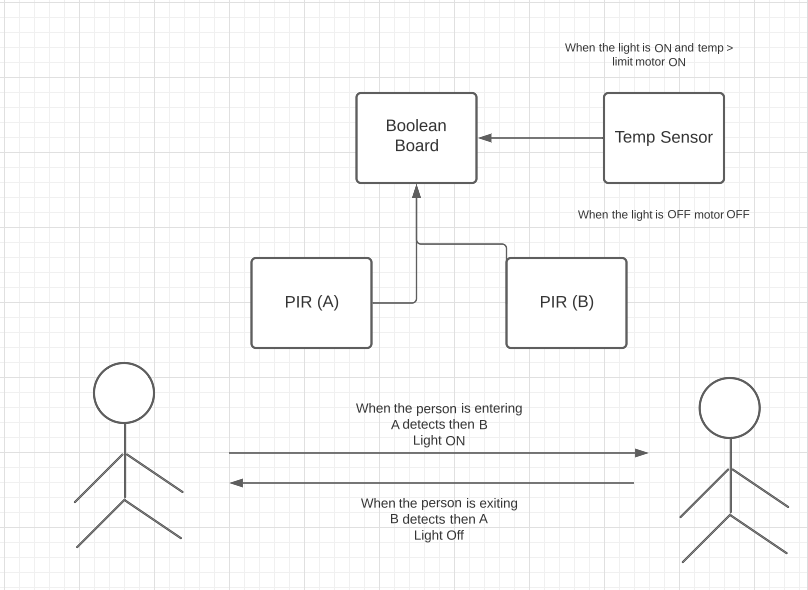 When the light is ON and temp >
limit motor ON
Boolean
Board
Temp Sensor
When the light is OFF motor OFF
PIR (A)
PIR (B)
When the person is entering
A detects then B
Light ON
When the person is exiting
B detects then A
Light Off